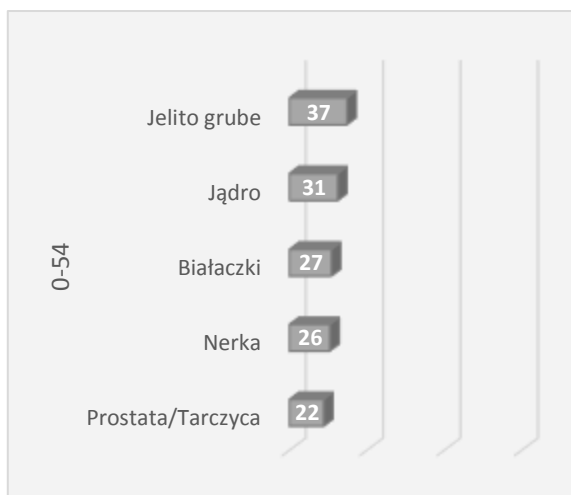 Jelito grube 37
Jądro 31
0-54
Białaczki 27
Nerka 26
Prostata/Tarczyca 22